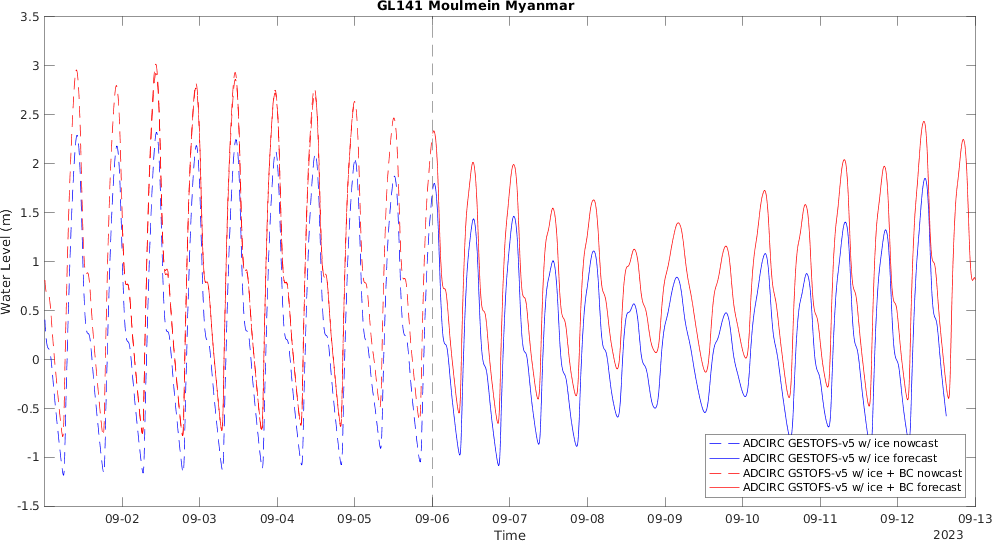 GL141 Moulmein Myanmar
3.5
3
2.5
2
1.5
1
0.5
0
-0.5
-1
-1.5
Water Level (m)
ADCIRC GESTOFS-v5 w/ ice nowcast
ADCIRC GESTOFS-v5 w/ ice forecast
ADCIRC GSTOFS-v5 w/ ice + BC nowcast
ADCIRC GSTOFS-v5 w/ ice + BC forecast
09-02 09-03 09-04 09-05 09-06 09-07 09-08 09-09 09-10 09-11 09-12 09-13
Time
2023